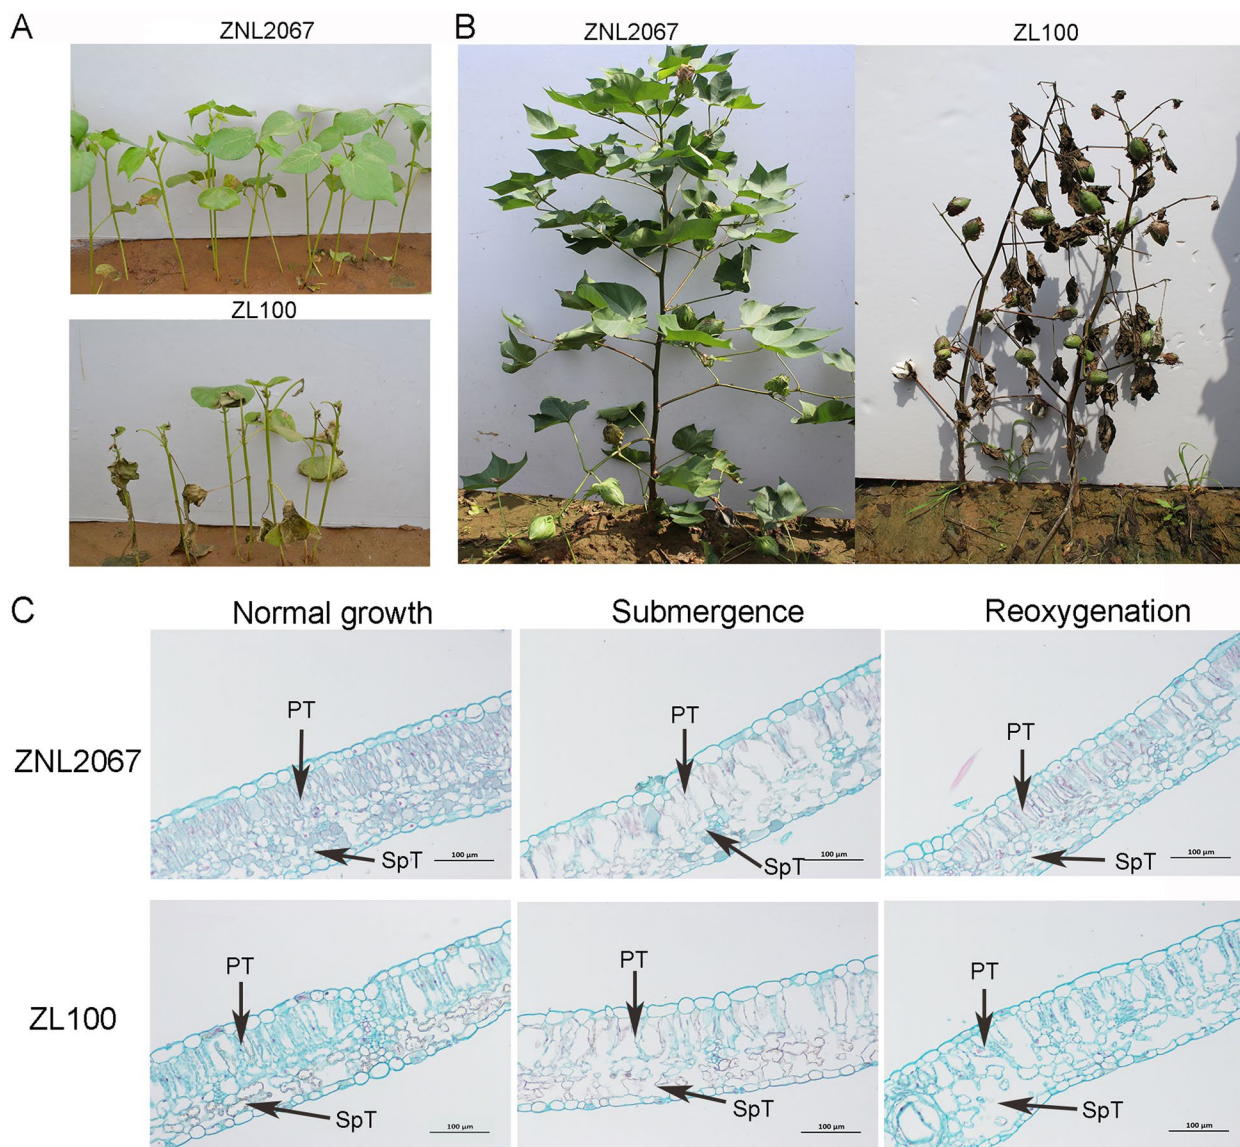 A
ZNL2067
ZL100
B
ZNL2067
ZL100
C
Normal growth
Submergence
Reoxygenation
ZNL2067
PT
SpT
100 μm
PT
SpT
100 μm
PT
SpT
100 μm
ZL100
PT
SpT
100 μm
PT
SpT
100 μm
PT
SpT
100 μm